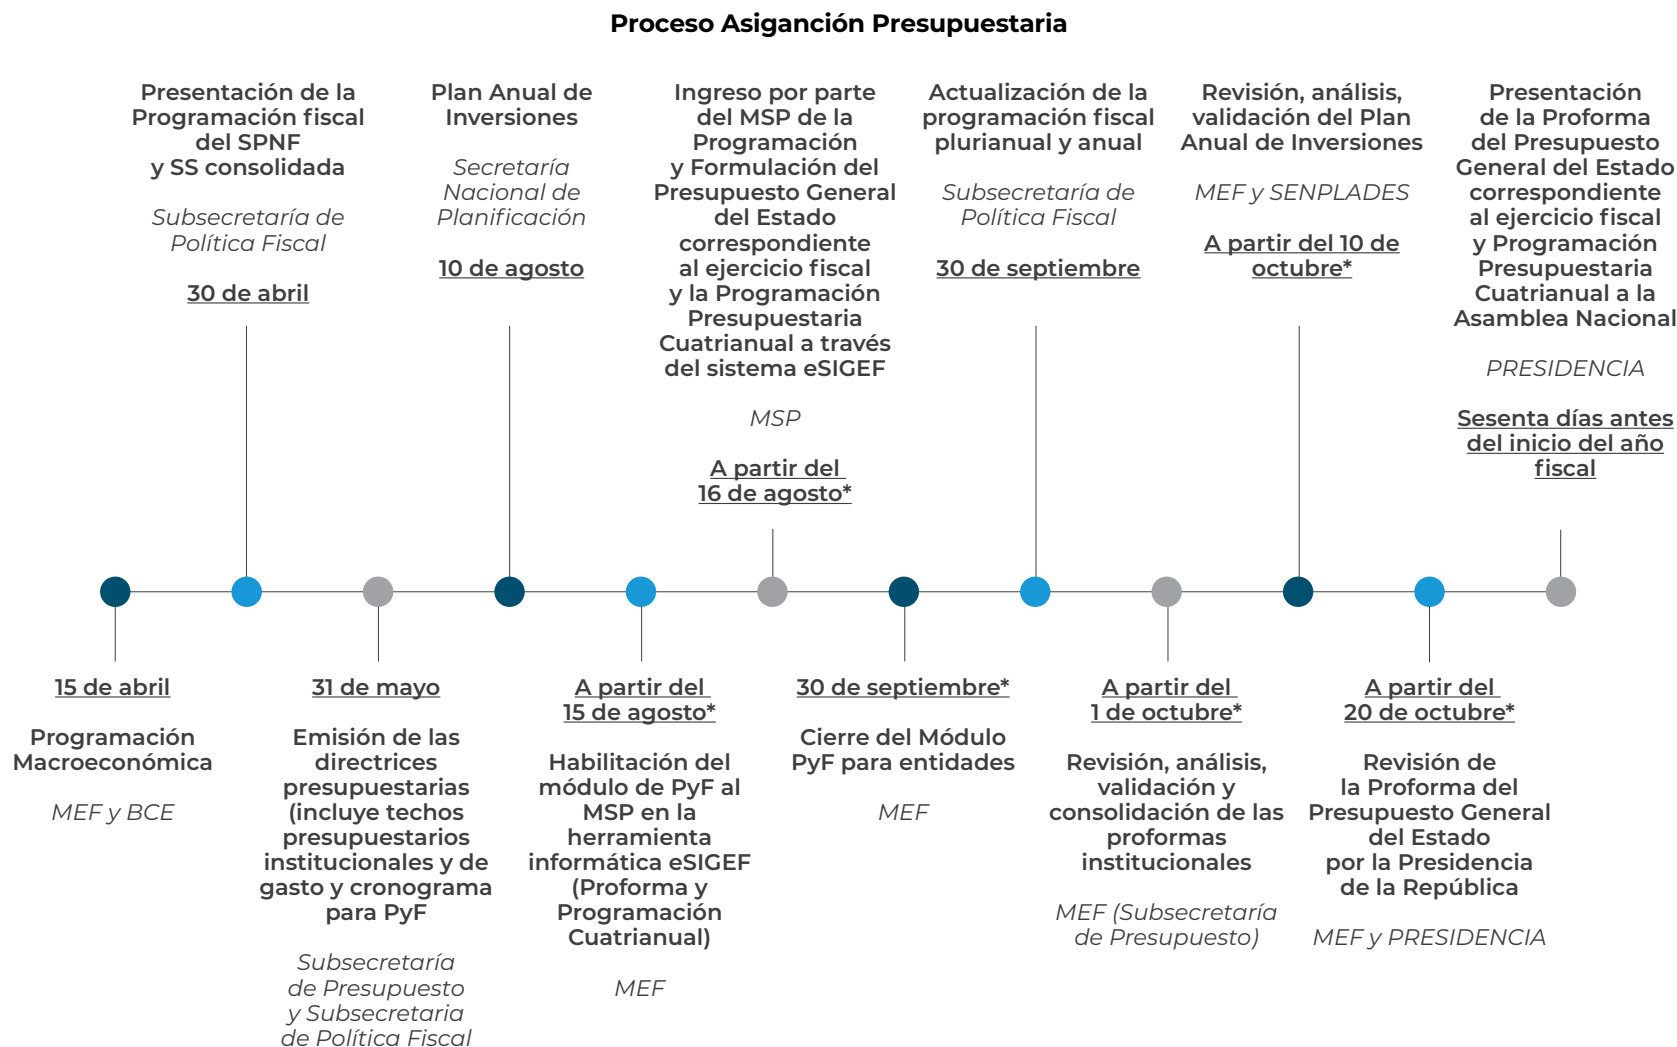 Proceso Asigancíon Presupuestaria
Presentación de la
Programación fiscal
del SPNF
y SS consolidada
Subsecretaría de
Política Fiscal
30 de abril
Plan Anual de
Inversiones
Secretaría
Nacional de
Planificación
10 de agosto
Ingreso por parte
del MSP de la
Programación
y Formulación del
Presupuesto General
del Estado
correspondiente
al ejercicio fiscal
y la Programación
Presupuestaria
Cuatrianual a través
del sistema eSIGEF
MSP
A partir del
16 de agosto*
Actualización de la
programación fiscal
plurianual y anual
Subsecretaría de
Política Fiscal
30 de septiembre
Revisión, análisis,
validación del Plan
Anual de Inversiones
MEF y SENPLADES
A partir del 10 de
octubre*
Presentación
de la Proforma
del Presupuesto
General del Estado
correspondiente
al ejercicio fiscal
y Programación
Presupuestaria
Cuatrianual a la
Asamblea Nacional
PRESIDENCIA
Sesenta días antes
del inicio del año
fiscal
15 de abril
Programación
Macroeconómica
MEF y BCE
31 de mayo
Emisión de las
directrices
presupuestarias
(incluye techos
presupuestarios
institucionales y de
gasto y cronograma
para PyF
Subsecretaría
de Presupuesto
y Subsecretaria
de Política Fiscal
A partir del
15 de agosto*
Habilitación del
módulo de PyF al
MSP en la
herramienta
informática eSIGEF
(Proforma y
Programación
Cuatrianual)
MEF
30 de septiembre*
Cierre del Módulo
PyF para entidades
MEF
A partir del
1 de octubre*
Revisión, análisis,
validación y
consolidación de las
proformas
institucionales
MEF (Subsecretaría
de Presupuesto)
A partir del
20 de octubre*
Revisión de
la Proforma del
Presupuesto General
del Estado
por la Presidencia
de la República
MEF y PRESIDENCIA